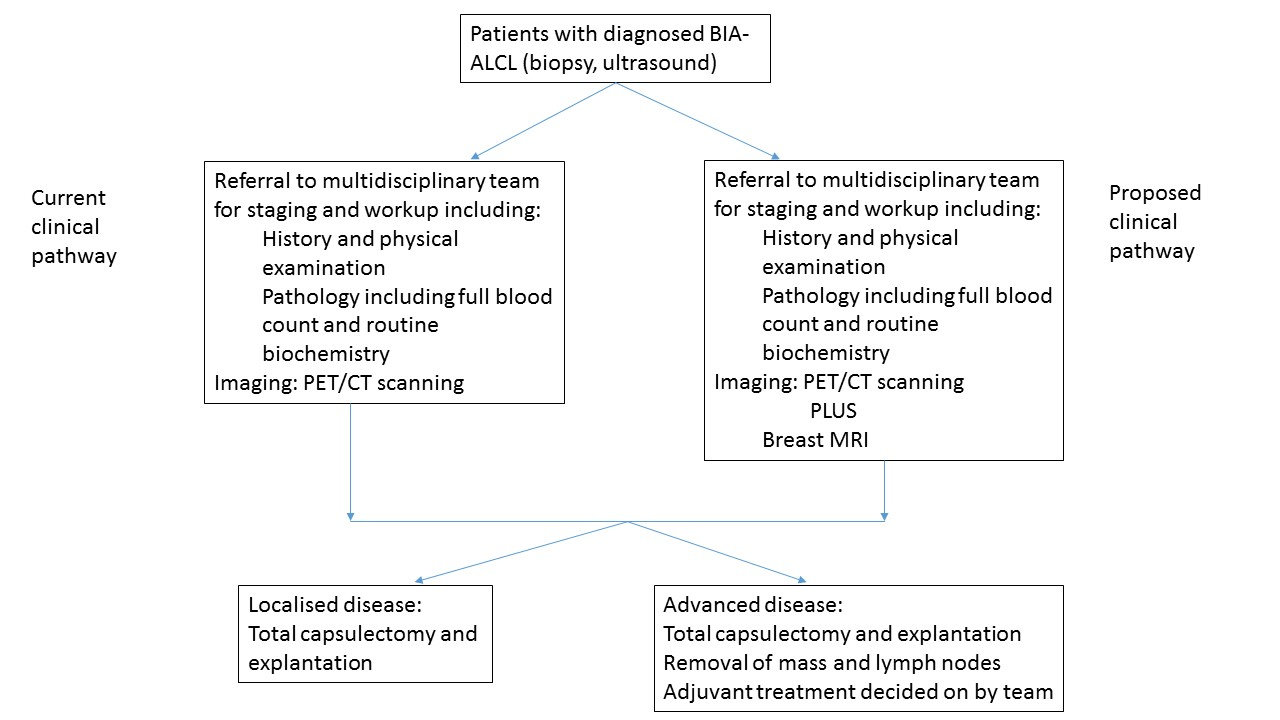 Patients with diagnosed BIA-
ALCL (biopsy, ultrasound)
Current
clinical
pathway
Referral to multidisciplinary team
for staging and workup including:
History and physical
examination
Pathology including full blood
count and routine
biochemistry
Imaging: PET/CT scanning
Referral to multidisciplinary team
for staging and workup including:
History and physical
examination
Pathology including full blood
count and routine
biochemistry
Imaging: PET/CT scanning
PLUS
Breast MRI
Proposed
clinical
pathway
Localised disease:
Total capsulectomy and
explantation
Advanced disease:
Total capsulectomy and explantation
Removal of mass and lymph nodes
Adjuvant treatment decided on by team